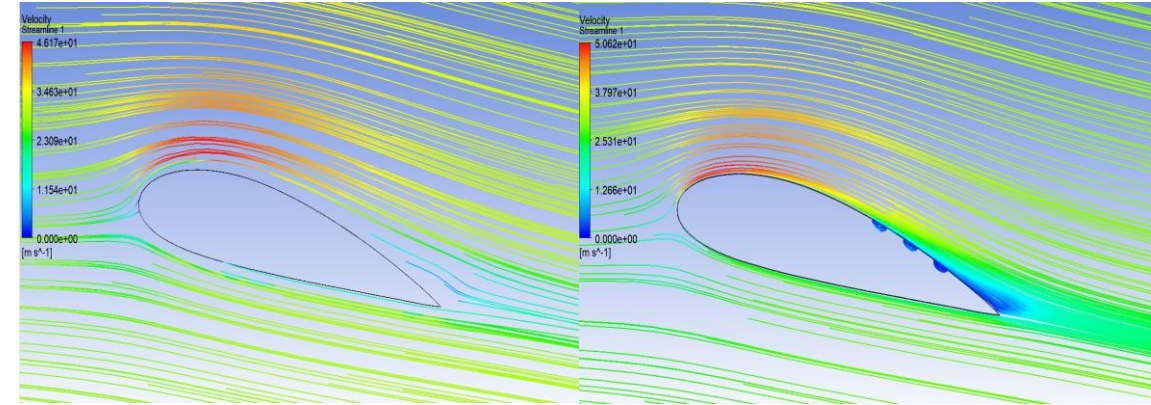 Velocity
Streamline 1
4.617e+01
3.463e+01
2.309e+01
1.154e+01
0.000e+00
[m s^-1]
Velocity
Streamline 1
5.062e+01
3.797e+01
2.531e+01
1.266e+01
0.000e+00
[m s^-1]